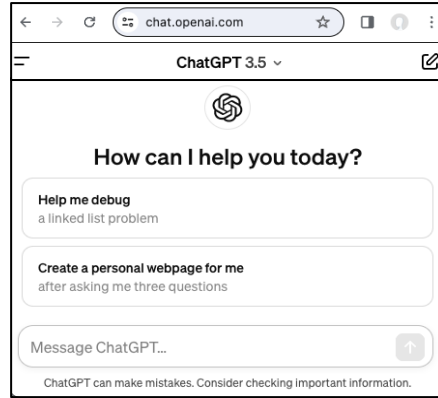 chat.openai.com
ChatGPT 3.5
How can I help you today?
Help me debug
a linked list problem
Create a personal webpage for me
after asking me three questions
Message ChatGPT...
ChatGPT can make mistakes. Consider checking important information.